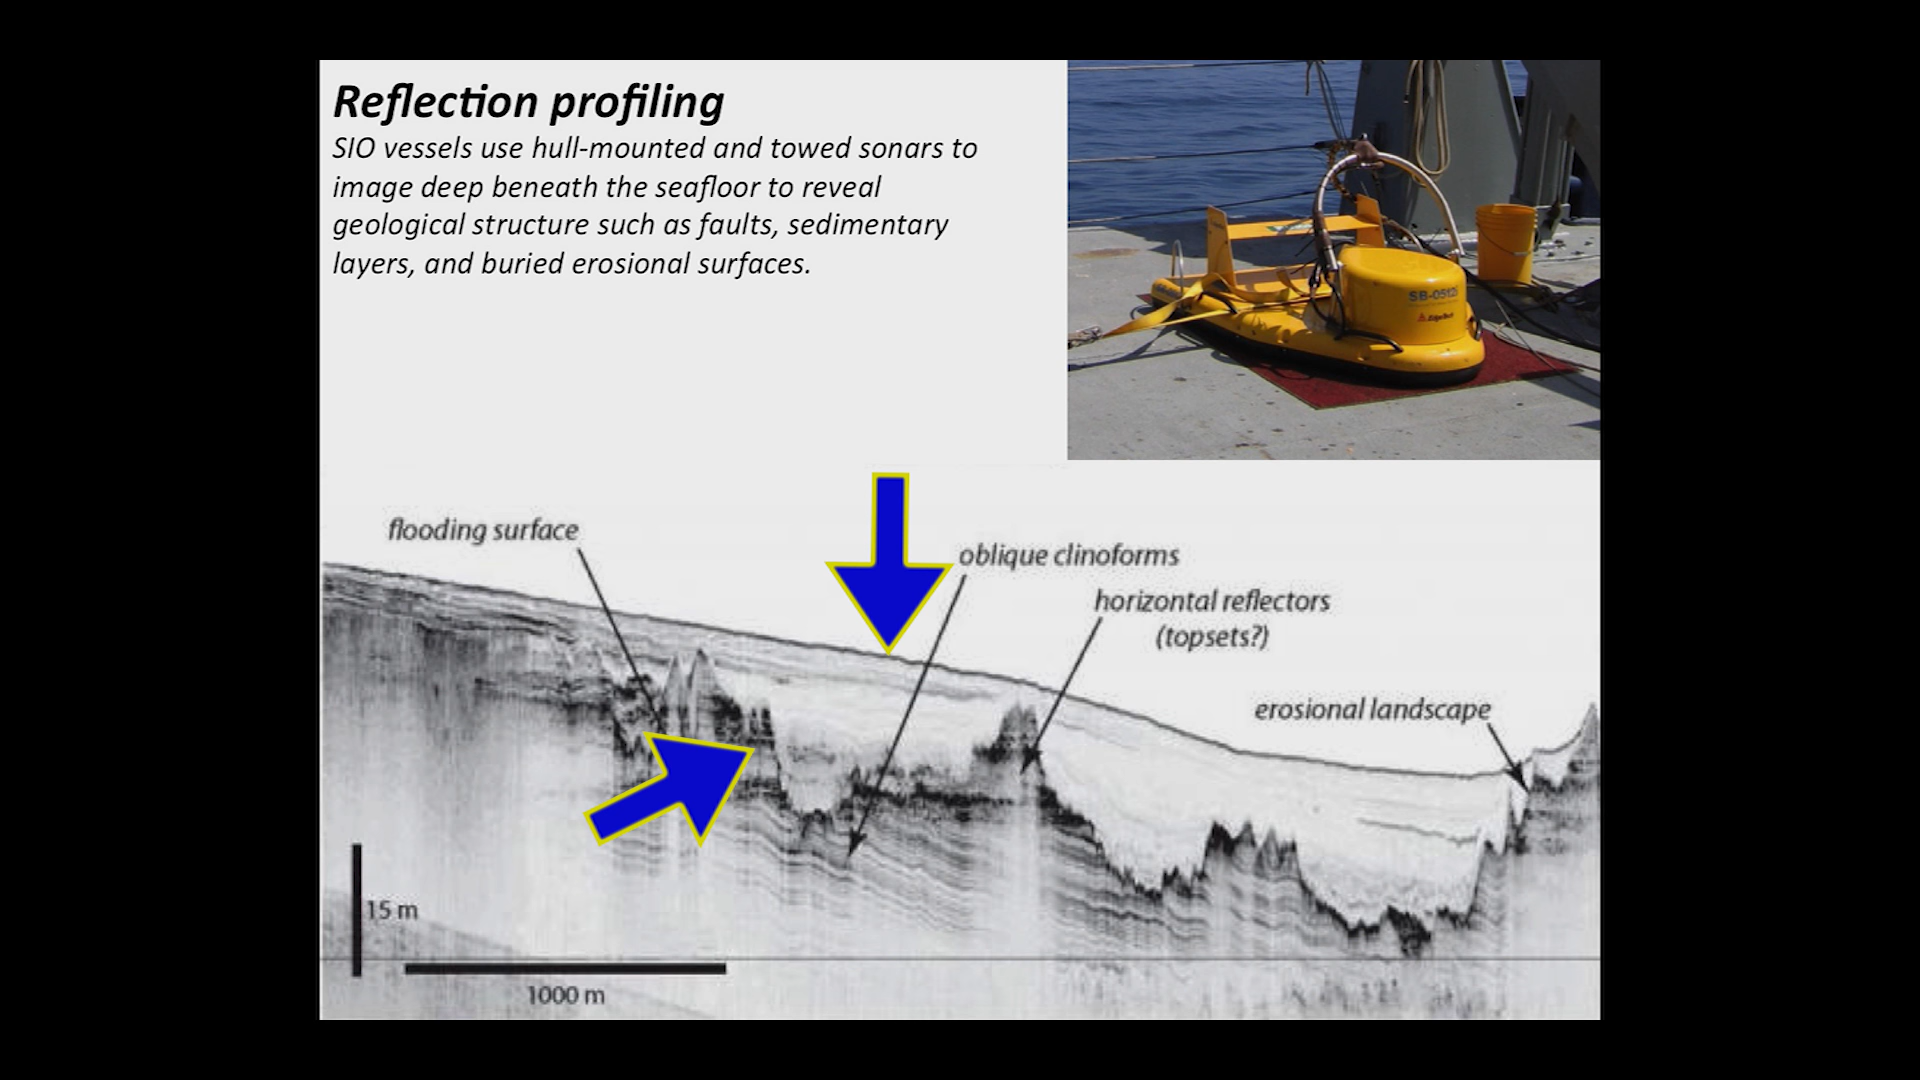 Reflection profiling
SIO vessels use hull-mounted and towed sonars to
image deep beneath the seafloor to reveal
geological structure such as faults, sedimentary
layers, and buried erosional surfaces.
SB-0512i
EdgeTech
flooding surface
oblique clinoforms
horizontal reflectors
(topsets?)
erosional landscape
15 m
1000 m